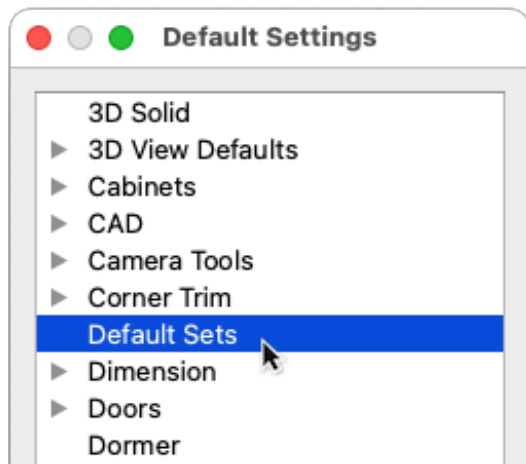 Default Settings
3D Solid
3D View Defaults
Cabinets
CAD
Camera Tools
Corner Trim
Default Sets
Dimension
Doors
Dormer